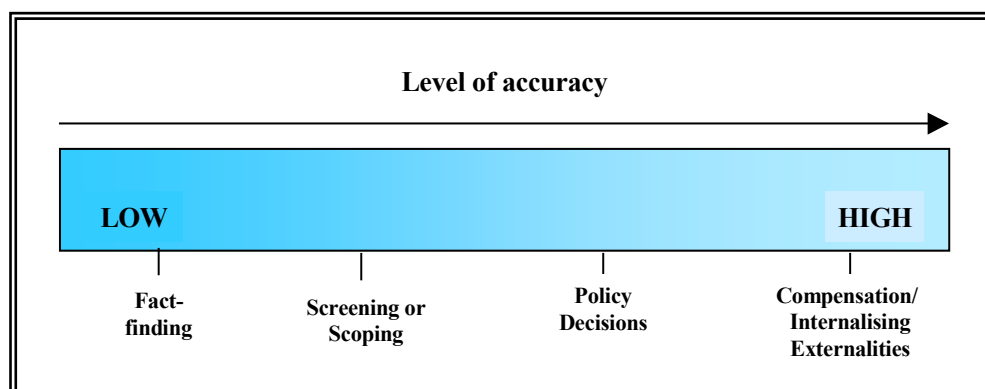 Level of accuracy
LOW
HIGH
Fact-
finding
Screening or
Scoping
Policy
Decisions
Compensation/
Internalising
Externalities